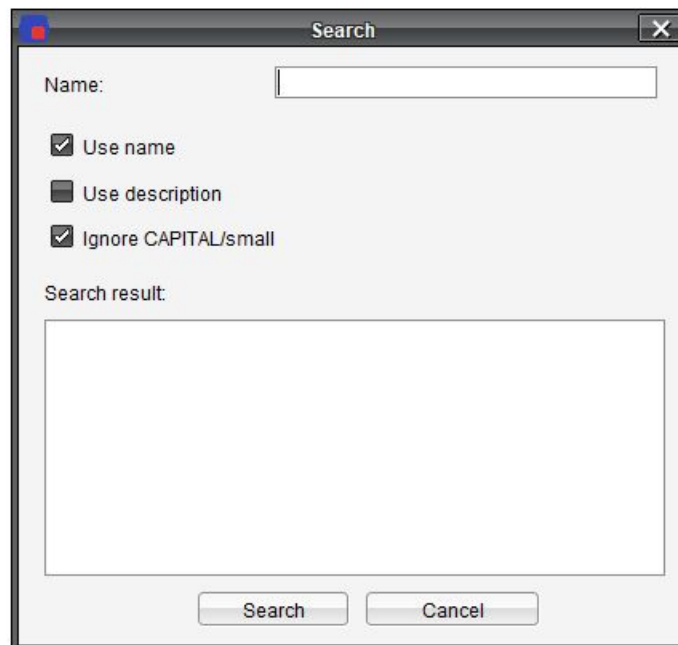 Search
Name:
Use name
Use description
Ignore CAPITAL/small
Search result:
Search Cancel